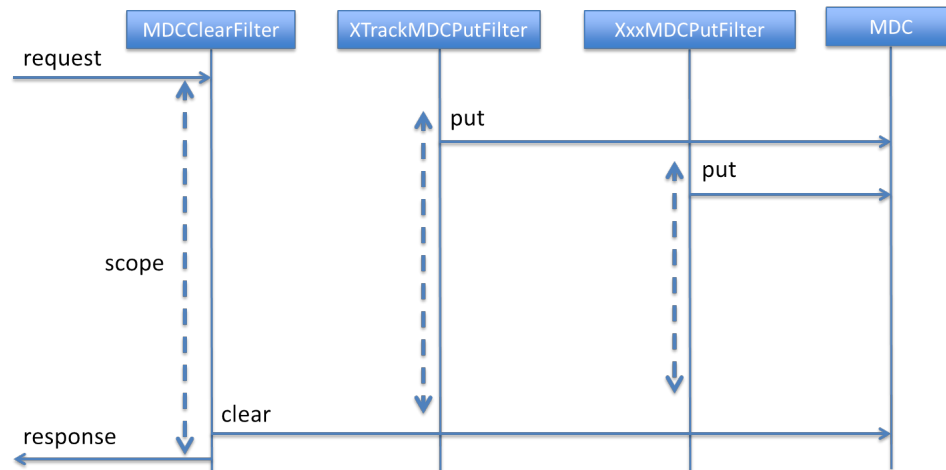 MDCClearFilter
XTrackMDCPutFilter
XxxMDCPutFilter
MDC
request
put
put
scope
clear
response